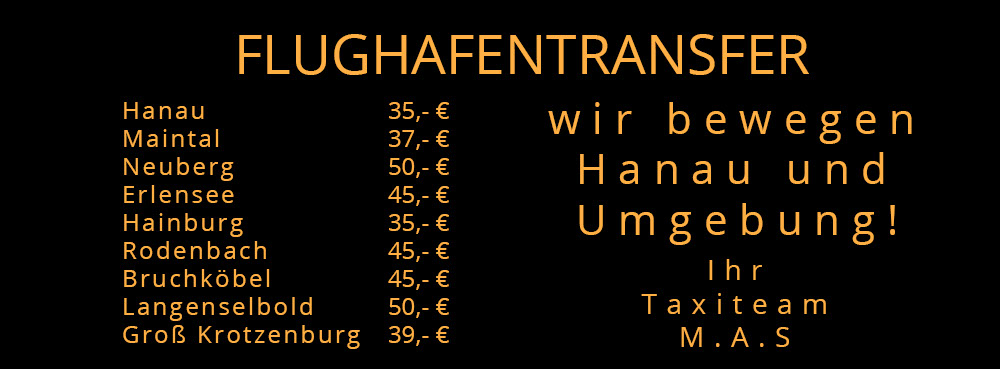 FLUGHAFENTRANSFER
Hanau 35,- €
Maintal 37,- €
Neuberg 50,- €
Erlensee 45,- €
Hainburg 35,- €
Rodenbach 45,- €
Bruchköbel 45,- €
Langenselbold 50,- €
Groß Krotzenburg 39,- €
wir bewegen
Hanau und
Umgebung!
Ihr
Taxiteam
M.A.S